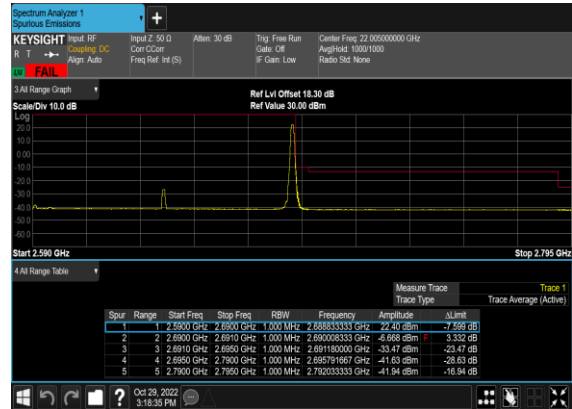 Spectrum Analyzer 1
Spurious Emissions
+
KEYSIGHT Input: RF Input Z: 50 Ω Atten: 30 dB Trig: Free Run Center Freq: 22.005000000 GHz
R T Coupling: DC Corr CCorr Gate: Off Avg|Hold: 1000/1000
Align: Auto Freq Ref: Int (S) IF Gain: Low Radio Std: None
LW FAIL
3 All Range Graph
Ref Lvl Offset 18.30 dB
Scale/Div 10.0 dB Ref Value 30.00 dBm
Log
20.0
10.0
0.00
-10.0
-20.0
-30.0
-40.0
-50.0
-60.0
Start 2.590 GHz Stop 2.795 GHz
4 All Range Table
Measure Trace Trace 1
Trace Type Trace Average (Active)
Spur Range Start Freq Stop Freq RBW Frequency Amplitude ΔLimit
1 1 2.5900 GHz 2.6900 GHz 1.000 MHz 2.688833333 GHz 22.40 dBm -7.599 dB
2 2 2.6900 GHz 2.6910 GHz 1.000 MHz 2.690008333 GHz -6.668 dBm F 3.332 dB
3 3 2.6910 GHz 2.6950 GHz 1.000 MHz 2.691180000 GHz -33.47 dBm -23.47 dB
4 4 2.6950 GHz 2.7900 GHz 1.000 MHz 2.695791667 GHz -41.63 dBm -28.63 dB
5 5 2.7900 GHz 2.7950 GHz 1.000 MHz 2.792033333 GHz -41.94 dBm -16.94 dB
? Oct 29, 2022
3:18:35 PM